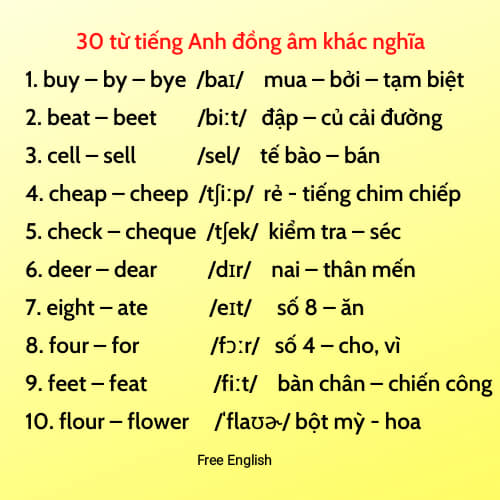 30 từ tiếng Anh đồng âm khác nghĩa
1. buy – by – bye /baɪ/ mua – bởi – tạm biệt
2. beat – beet /biːt/ đập – củ cải đường
3. cell – sell /sel/ tế bào – bán
4. cheap – cheep /tʃiːp/ rẻ - tiếng chim chiếp
5. check – cheque /tʃek/ kiểm tra – séc
6. deer – dear /dɪr/ nai – thân mến
7. eight – ate /eɪt/ số 8 – ăn
8. four – for /fɔːr/ số 4 – cho, vì
9. feet – feat /fiːt/ bàn chân – chiến công
10. flour – flower /ˈflaʊɚ/ bột mỳ - hoa
Free English